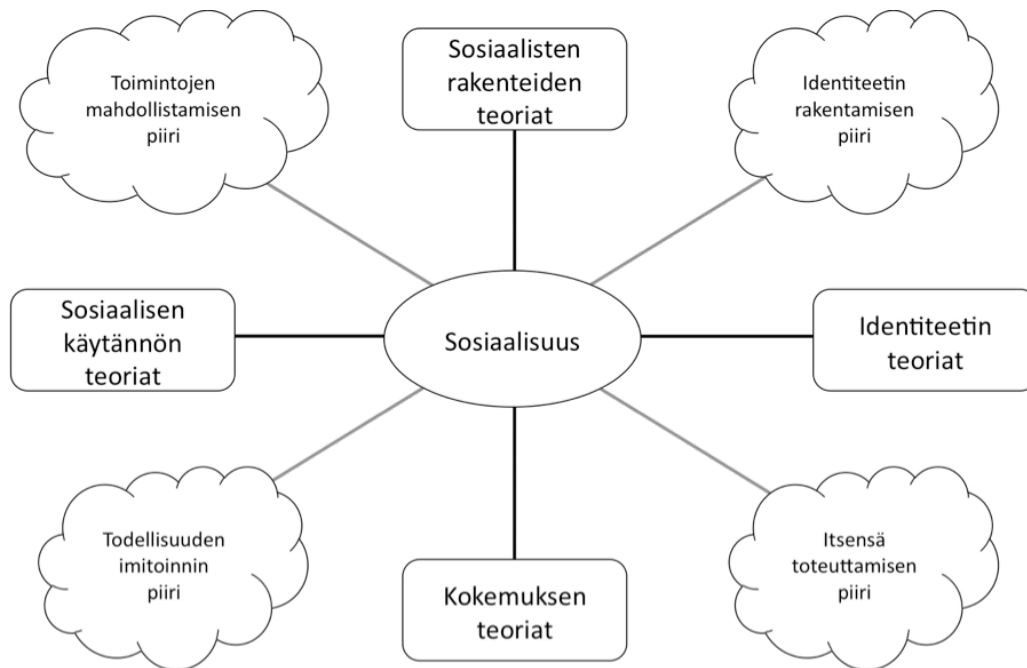 Toimintojen
mahdollistamisen
piiri
Sosiaalisten
rakenteiden
teoriat
Identiteetin
rakentamisen
piiri
Sosiaalisen
käytännön
teoriat
Sosiaalisuus
Identiteetin
teoriat
Todellisuuden
imitoinnin
piiri
Kokemuksen
teoriat
Itsensä
toteuttamisen
piiri